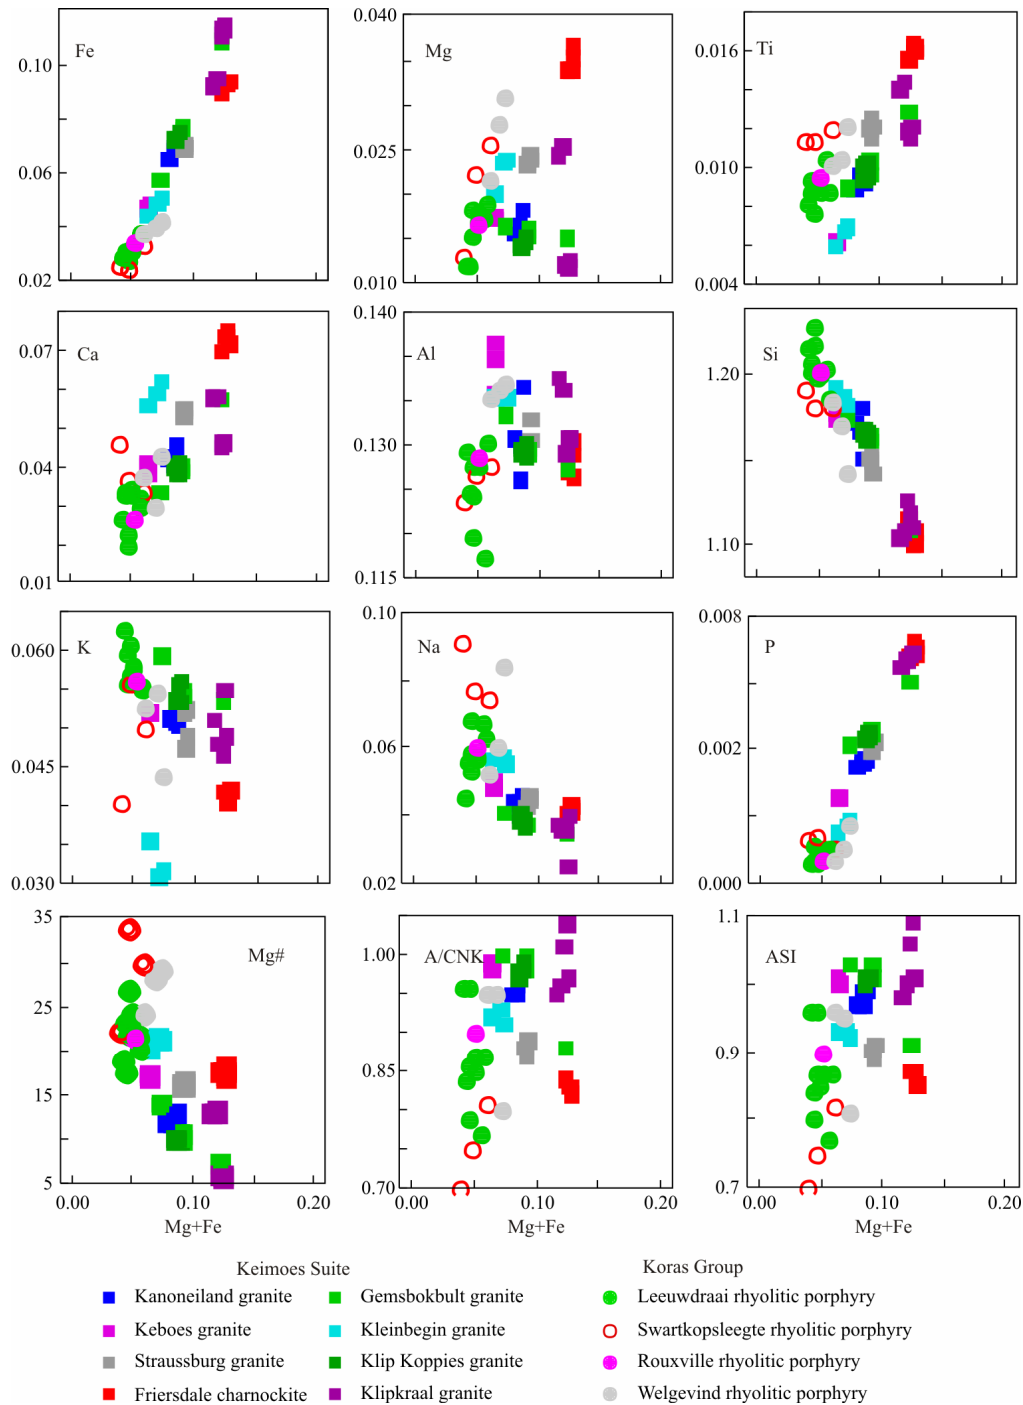 Fe
0.10
0.06
0.02
Mg
0.040
0.025
0.010
Ti
0.016
0.010
0.004
Ca
0.07
0.04
0.01
Al
0.140
0.130
0.115
Si
1.20
1.10
K
0.060
0.045
0.030
Na
0.10
0.06
0.02
P
0.008
0.002
0.000
Mg#
35
25
15
5
0.00 0.10 0.20
Mg+Fe
A/CNK
1.00
0.85
0.70
0.00 0.10 0.20
Mg+Fe
ASI
1.1
0.9
0.7
0.00 0.10 0.20
Mg+Fe
Keimoes Suite
Kanoneiland granite
Keboes granite
Straussburg granite
Friersdale charnockite
Gemsbokbult granite
Kleinbegin granite
Klip Koppies granite
Klipkraal granite
Koras Group
Leeuwdraai rhyolitic porphyry
Swartkopsleegte rhyolitic porphyry
Rouxville rhyolitic porphyry
Welgevind rhyolitic porphyry